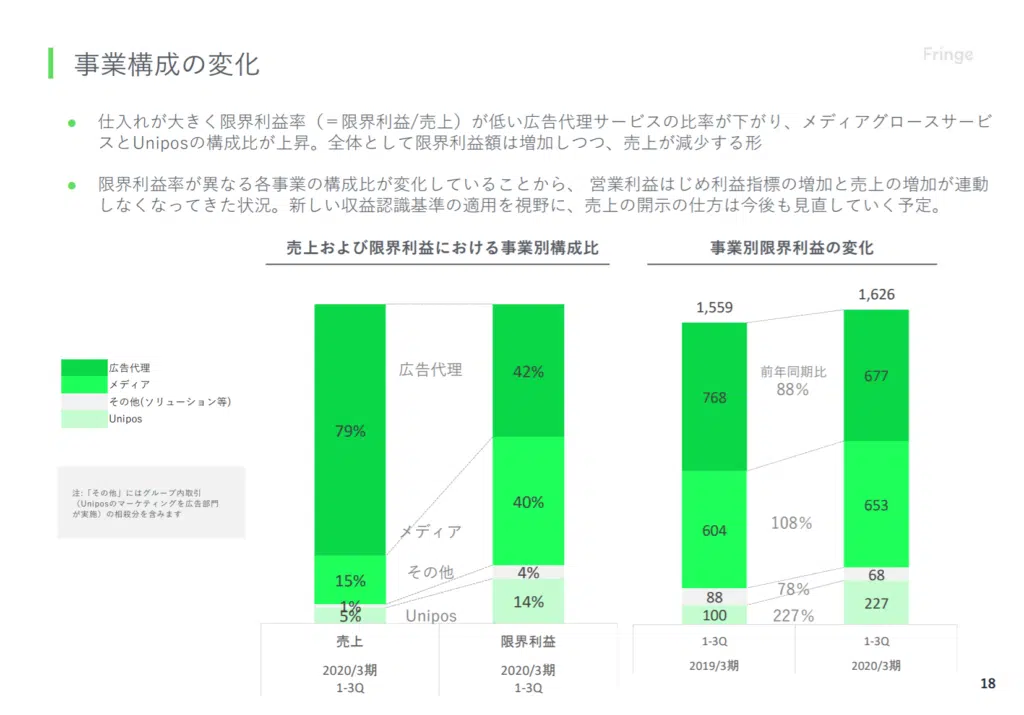 事業構成の変化
Fringe
● 仕入れが大きく限界利益率（＝限界利益/売上）が低い広告代理サービスの比率が下がり、メディアグロースサービ
スとUniposの構成比が上昇。全体として限界利益額は増加しつつ、売上が減少する形
● 限界利益率が異なる各事業の構成比が変化していることから、 営業利益はじめ利益指標の増加と売上の増加が連動
しなくなってきた状況。新しい収益認識基準の適用を視野に、売上の開示の仕方は今後も見直していく予定。
売上および限界利益における事業別構成比
広告代理
メディア
その他(ソリューション等)
Unipos
注:「その他」にはグループ内取引
（Uniposのマーケティングを広告部門
が実施）の相殺分を含みます
79%
15%
1%
5%
広告代理
メディア
その他
Unipos
42%
40%
4%
14%
売上
2020/3期
1-3Q
限界利益
2020/3期
1-3Q
事業別限界利益の変化
1,559
768
604
88
100
前年同期比
88%
108%
78%
227%
1,626
677
653
68
227
1-3Q
2019/3期
1-3Q
2020/3期
18